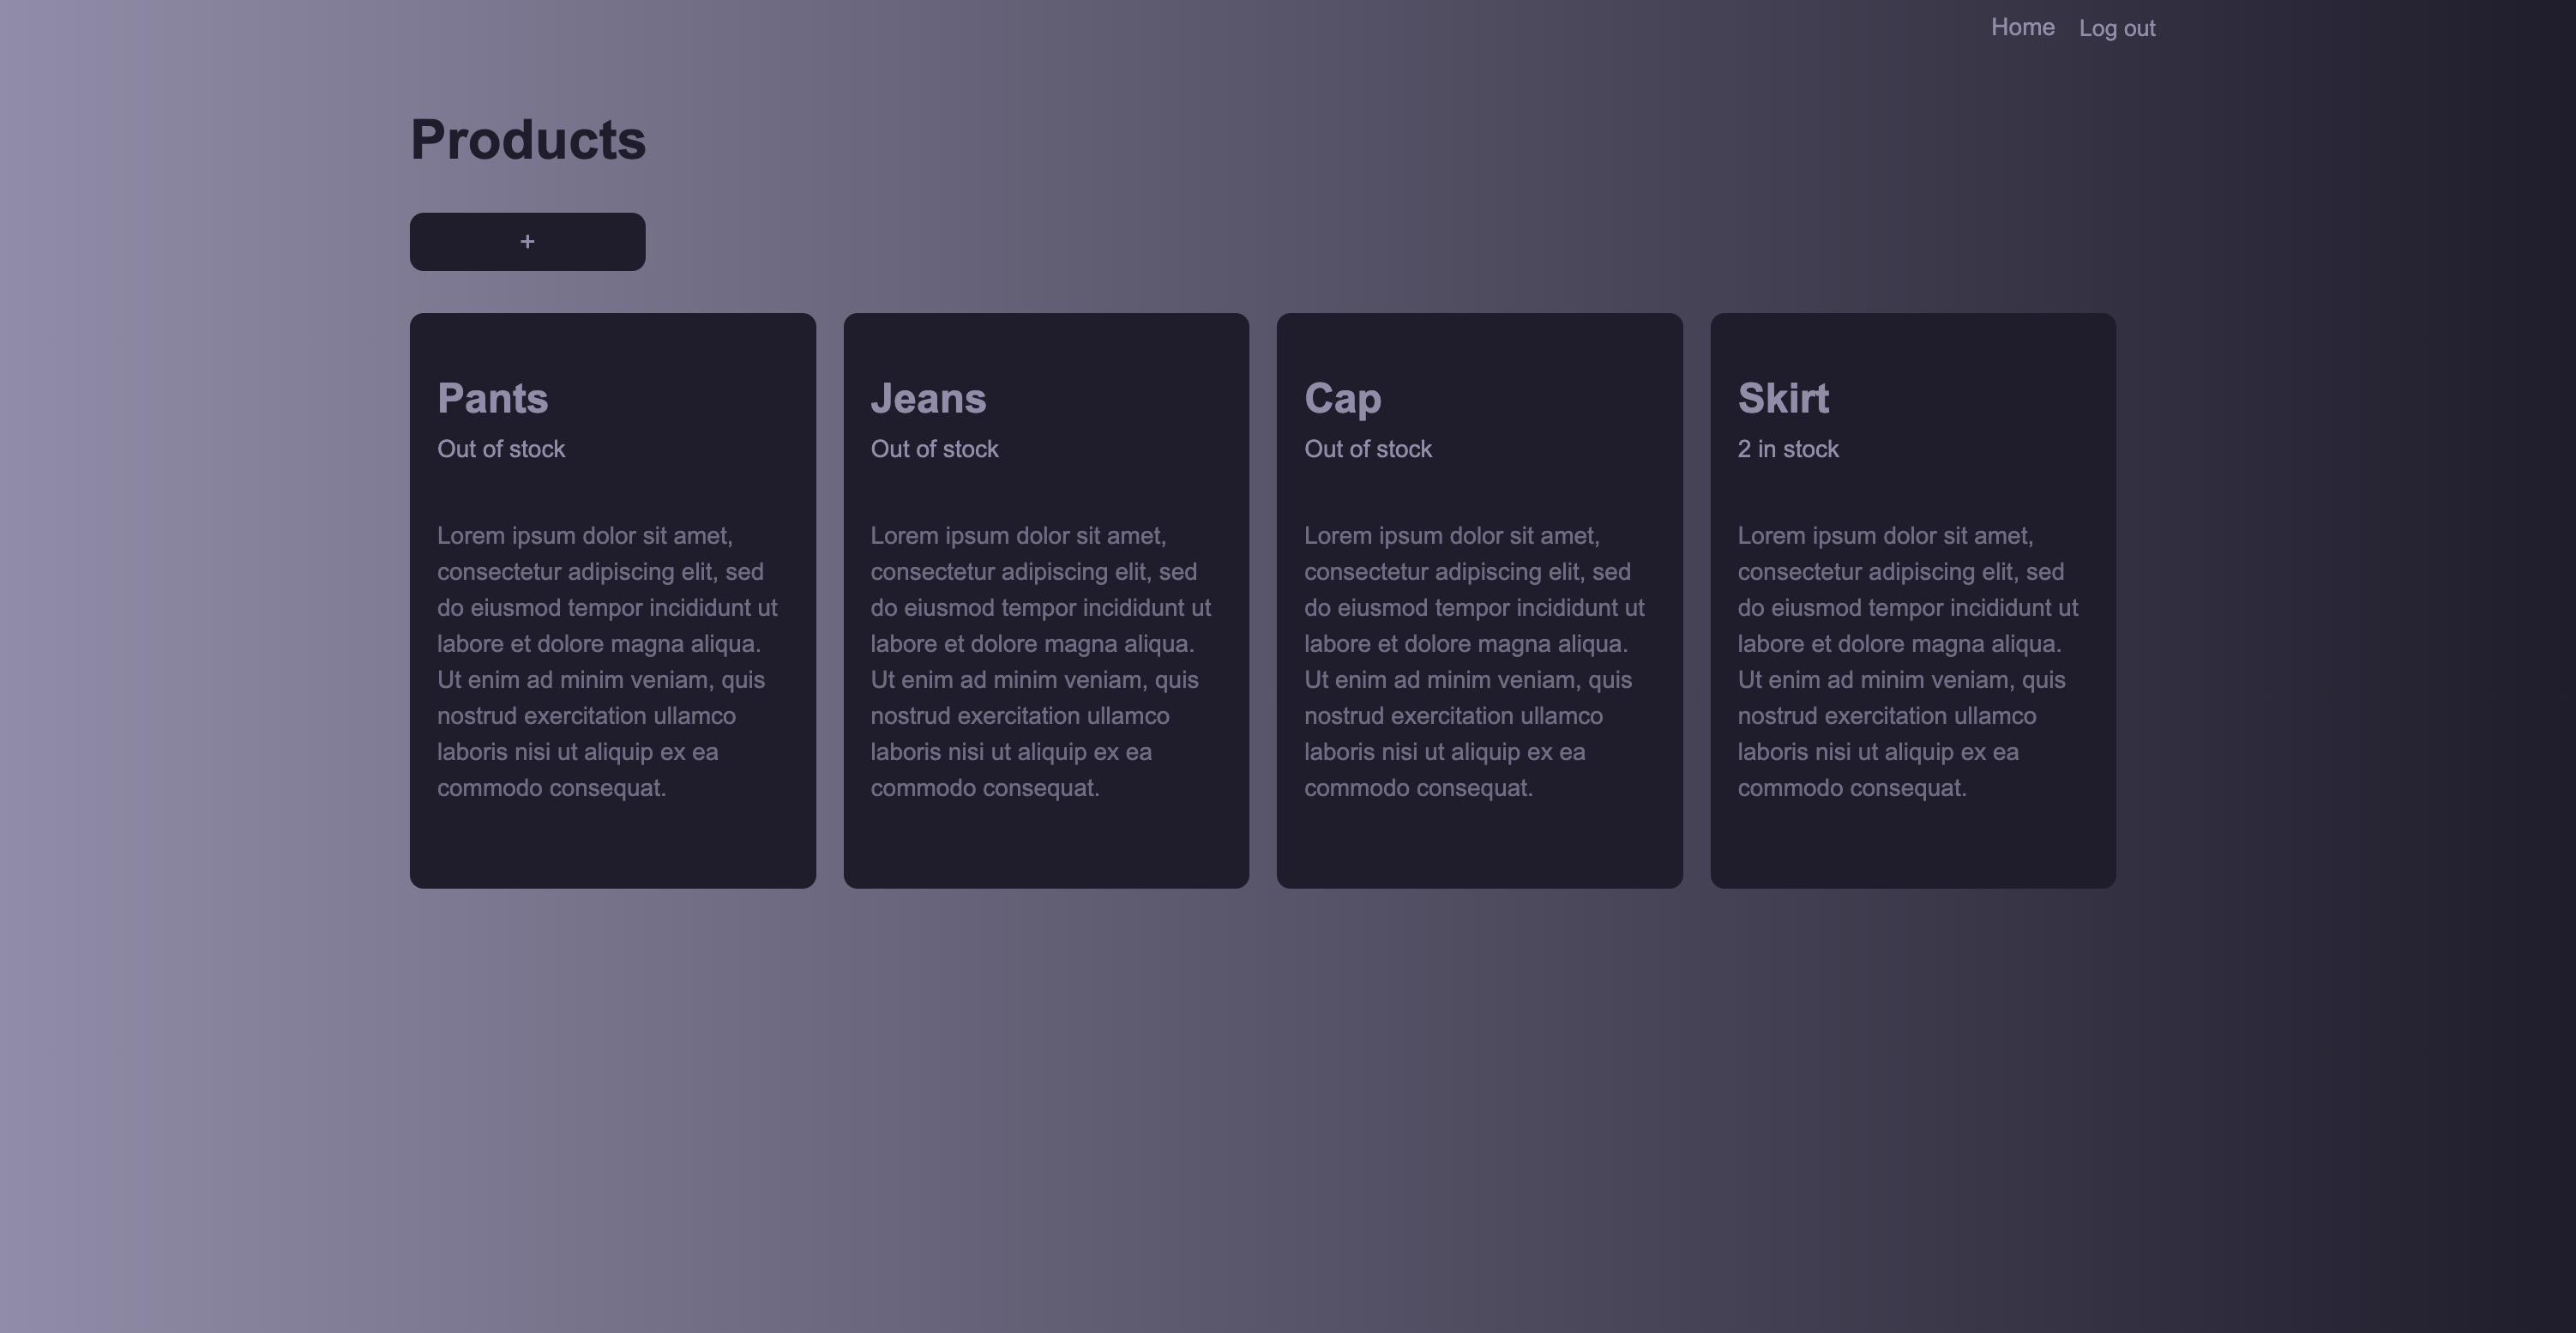 Home Log out
Products
+
Pants
Out of stock
Lorem ipsum dolor sit amet,
consectetur adipiscing elit, sed
do eiusmod tempor incididunt ut
labore et dolore magna aliqua.
Ut enim ad minim veniam, quis
nostrud exercitation ullamco
laboris nisi ut aliquip ex ea
commodo consequat.
Jeans
Out of stock
Lorem ipsum dolor sit amet,
consectetur adipiscing elit, sed
do eiusmod tempor incididunt ut
labore et dolore magna aliqua.
Ut enim ad minim veniam, quis
nostrud exercitation ullamco
laboris nisi ut aliquip ex ea
commodo consequat.
Cap
Out of stock
Lorem ipsum dolor sit amet,
consectetur adipiscing elit, sed
do eiusmod tempor incididunt ut
labore et dolore magna aliqua.
Ut enim ad minim veniam, quis
nostrud exercitation ullamco
laboris nisi ut aliquip ex ea
commodo consequat.
Skirt
2 in stock
Lorem ipsum dolor sit amet,
consectetur adipiscing elit, sed
do eiusmod tempor incididunt ut
labore et dolore magna aliqua.
Ut enim ad minim veniam, quis
nostrud exercitation ullamco
laboris nisi ut aliquip ex ea
commodo consequat.